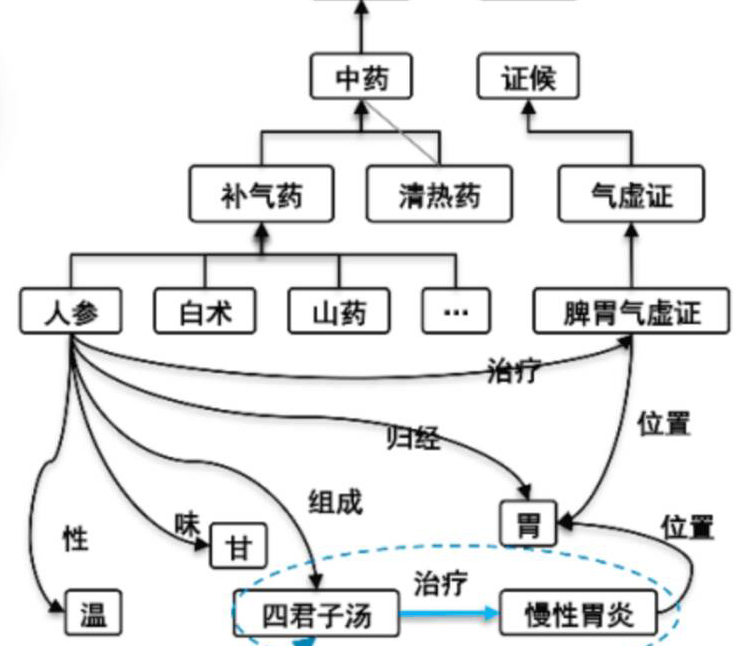 中药
证候
补气药
清热药
气虚证
人参
白术
山药
...
脾胃气虚证
治疗
归经
位置
组成
味
性
胃
位置
甘
治疗
温
四君子汤
慢性胃炎